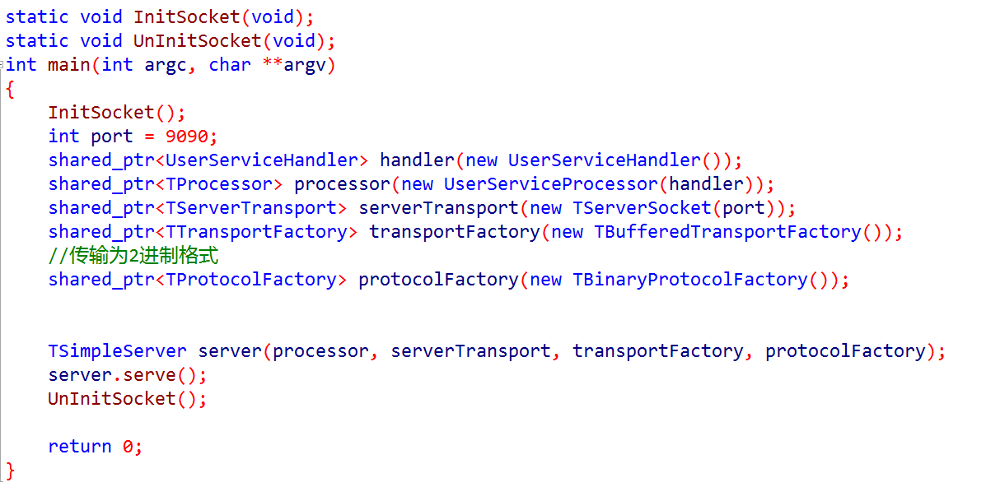 static void InitSocket(void);
static void UnInitSocket(void);
int main(int argc, char **argv)
{
    InitSocket();
    int port = 9090;
    shared_ptr<UserServiceHandler> handler(new UserServiceHandler());
    shared_ptr<TProcessor> processor(new UserServiceProcessor(handler));
    shared_ptr<TServerTransport> serverTransport(new TServerSocket(port));
    shared_ptr<TTransportFactory> transportFactory(new TBufferedTransportFactory());
    //传输为2进制格式
    shared_ptr<TProtocolFactory> protocolFactory(new TBinaryProtocolFactory());
    TSimpleServer server(processor, serverTransport, transportFactory, protocolFactory);
    server.serve();
    UnInitSocket();
    return 0;
}